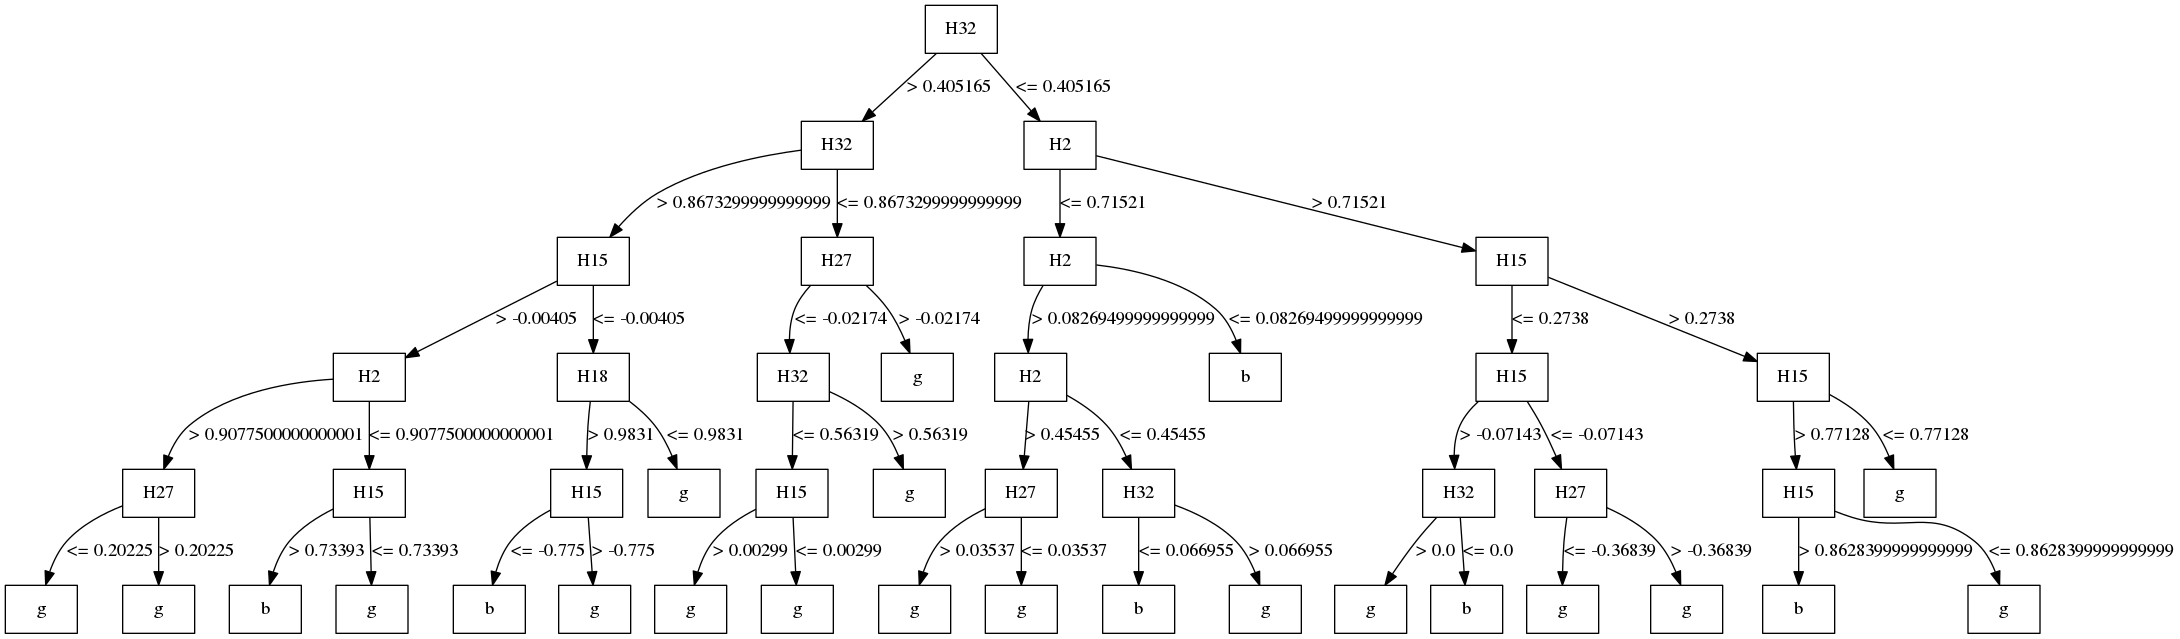 H32
> 0.405165 <= 0.405165
H32 H2
> 0.8673299999999999 <= 0.8673299999999999 <= 0.71521 > 0.71521
H15 H27 H2 H15
> -0.00405 <= -0.00405 <= -0.02174 > -0.02174 > 0.08269499999999999 <= 0.08269499999999999 <= 0.2738 > 0.2738
H2 H18 H32 g H2 b H15 H15
> 0.9077500000000001 <= 0.9077500000000001 > 0.9831 <= 0.9831 <= 0.56319 > 0.56319 > 0.45455 <= 0.45455 > -0.07143 <= -0.07143 > 0.77128 <= 0.77128
H27 H15 H15 g H15 g H27 H32 H32 H27 H15 g
<= 0.20225 > 0.20225 > 0.73393 <= 0.73393 <= -0.775 > -0.775 > 0.00299 <= 0.00299 > 0.03537 <= 0.03537 <= 0.066955 > 0.066955 > 0.0 <= 0.0 <= -0.36839 > -0.36839 > 0.8628399999999999 <= 0.8628399999999999
g g b g b g g g g g b g g b g g b g